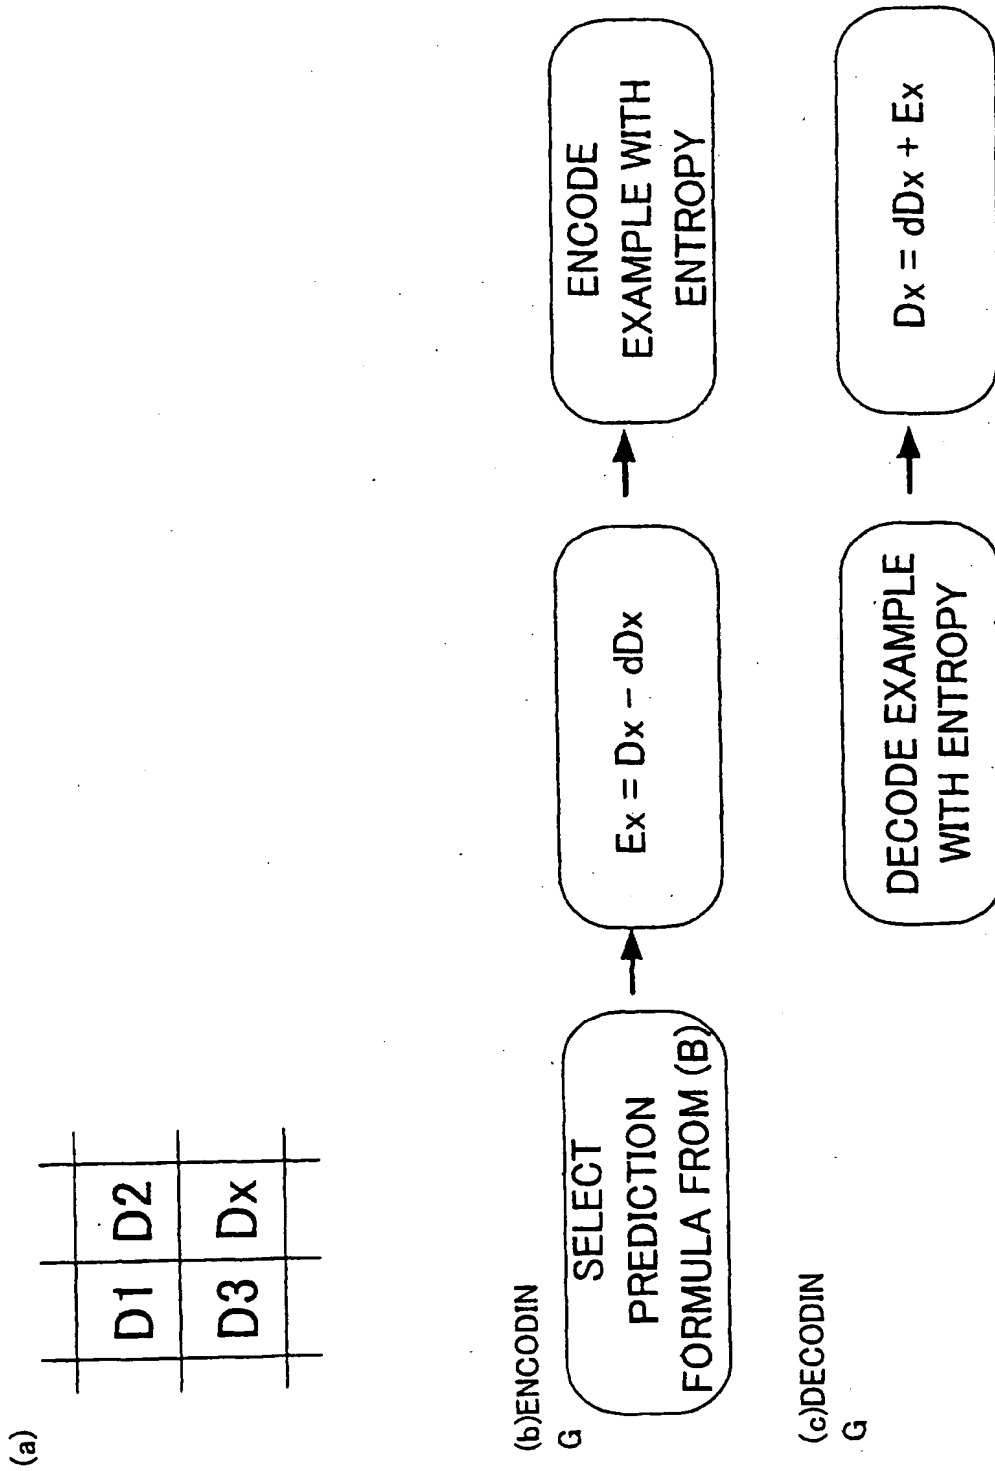 (a)
D1 D2
D3 Dx
(b)ENCODIN
G
SELECT
PREDICTION
FORMULA FROM (B)
Ex = Dx - dDx
ENCODE
EXAMPLE WITH
ENTROPY
(c)DECODIN
G
DECODE EXAMPLE
WITH ENTROPY
Dx = dDx + Ex